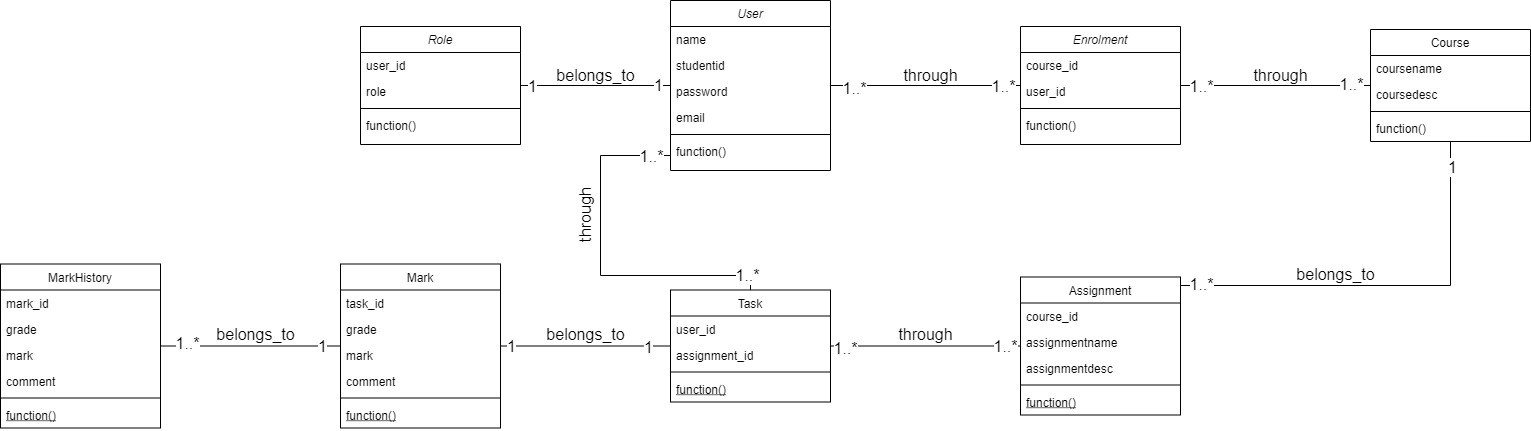 User
name
studentid
password
email
function()
Role
user_id
role
function()
1 belongs_to 1
1..* through 1..*
Enrolment
course_id
user_id
function()
1..* through 1..*
Course
coursename
coursedesc
function()
1..*
through
1..*
1
belongs_to
1..*
MarkHistory
mark_id
grade
mark
comment
function()
1..* belongs_to 1
Mark
task_id
grade
mark
comment
function()
1 belongs_to 1
Task
user_id
assignment_id
function()
1..* through 1..*
Assignment
course_id
assignmentname
assignmentdesc
function()